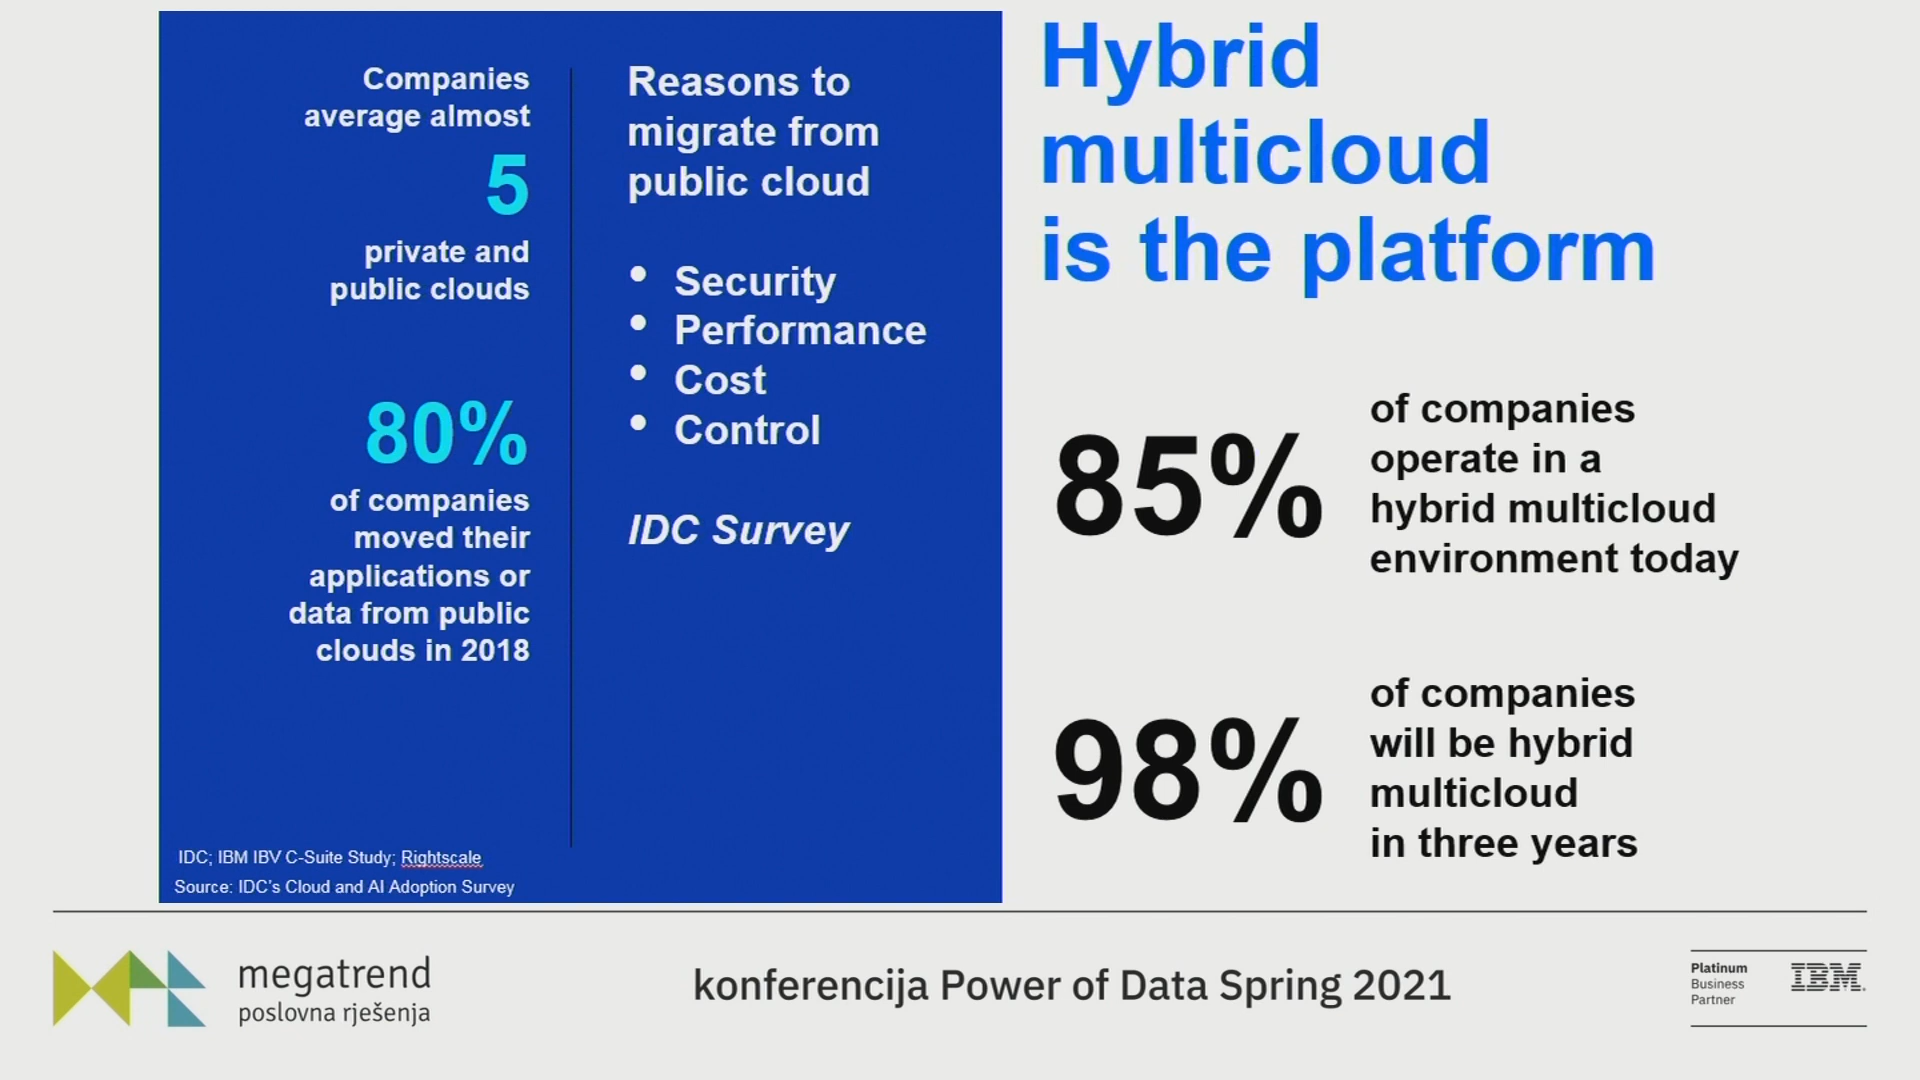 Companies
average almost
5
private and
public clouds
80%
of companies
moved their
applications or
data from public
clouds in 2018
Reasons to
migrate from
public cloud
• Security
• Performance
• Cost
• Control
IDC Survey
IDC; IBM IBV C-Suite Study; Rightscale
Source: IDC's Cloud and AI Adoption Survey
Hybrid
multicloud
is the platform
85%
of companies
operate in a
hybrid multicloud
environment today
98%
of companies
will be hybrid
multicloud
in three years
megatrend
poslovna rješenja
konferencija Power of Data Spring 2021
Platinum
Business
Partner
IBM